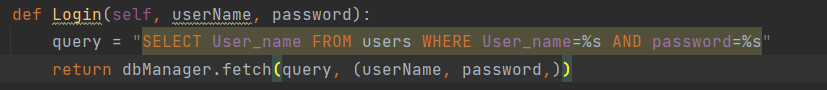 def Login(self, userName, password):
    query = "SELECT User_name FROM users WHERE User_name=%s AND password=%s"
    return dbManager.fetch(query, (userName, password,))